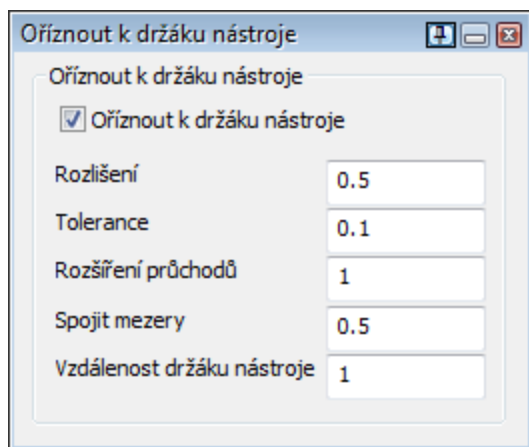 Oříznout k držáku nástroje
Oříznout k držáku nástroje
Oříznout k držáku nástroje
Rozlišení 0.5
Tolerance 0.1
Rozšíření průchodů 1
Spojit mezery 0.5
Vzdálenost držáku nástroje 1